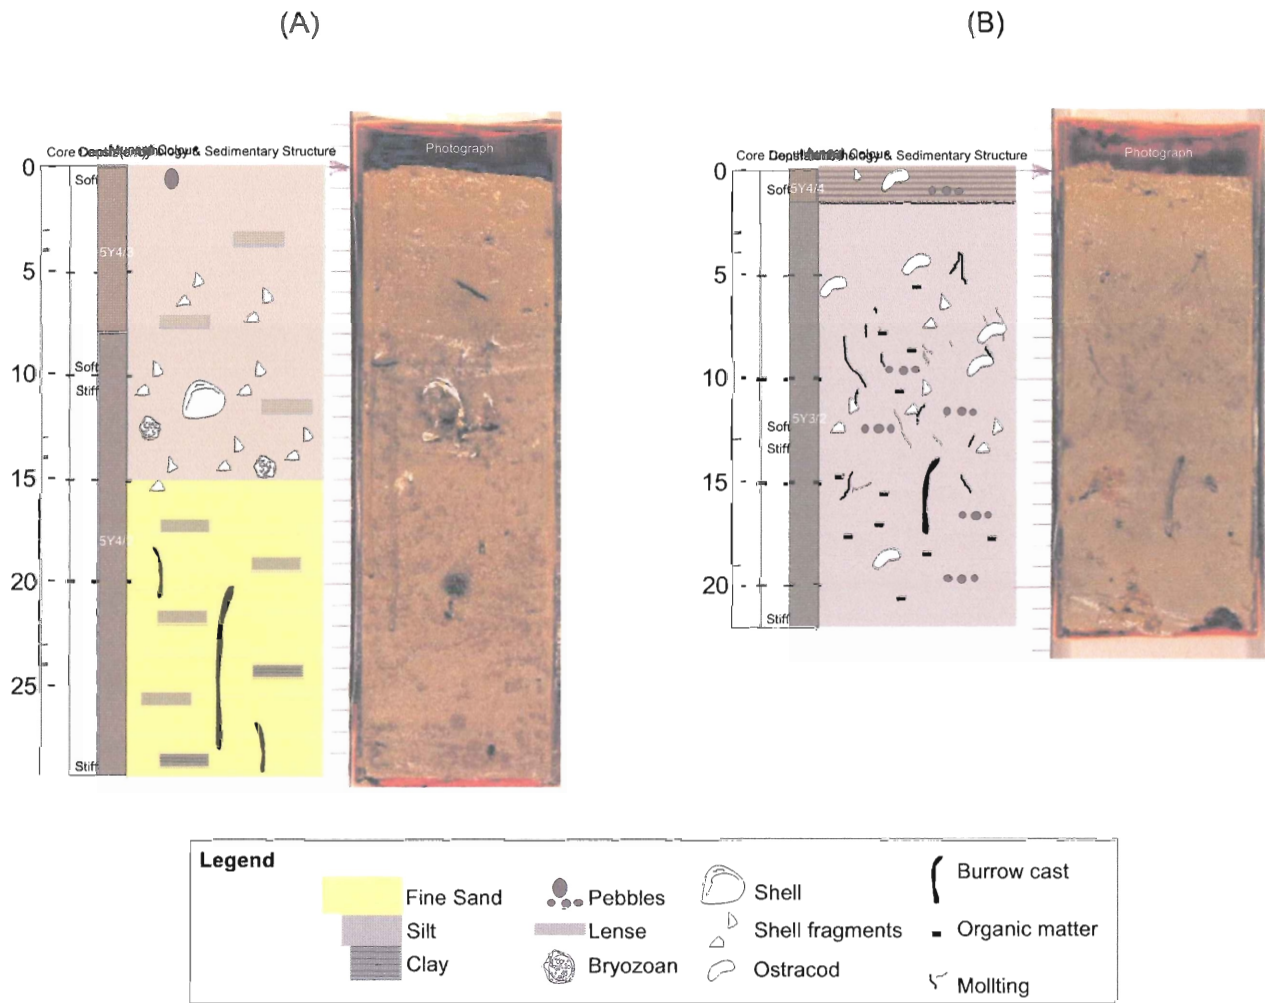 (A)
(B)
Lithology & Sedimentary Structure
Photograph
0
5
10
15
20
25
Soft
5Y4/3
Soft
Stiff
Stiff
Sedimentary Structure
Photograph
0
5
10
15
20
Soft
5Y4/4
5Y3/2
Soft
Stiff
Stiff
Legend
Fine Sand
Silt
Clay
Pebbles
Lense
Bryozoan
Shell
Shell fragments
Ostracod
Burrow cast
Organic matter
Mollting